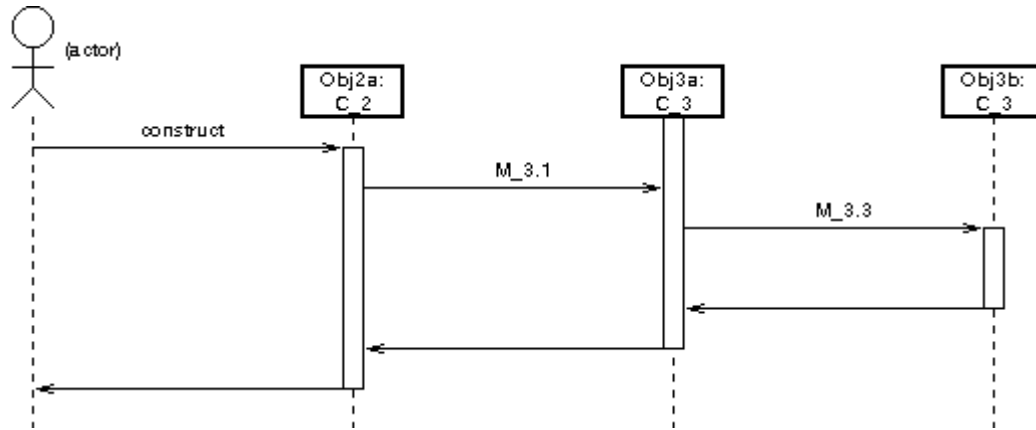 (actor)
Obj2a:
C_2
Obj3a:
C_3
Obj3b:
C_3
construct
M_3.1
M_3.3